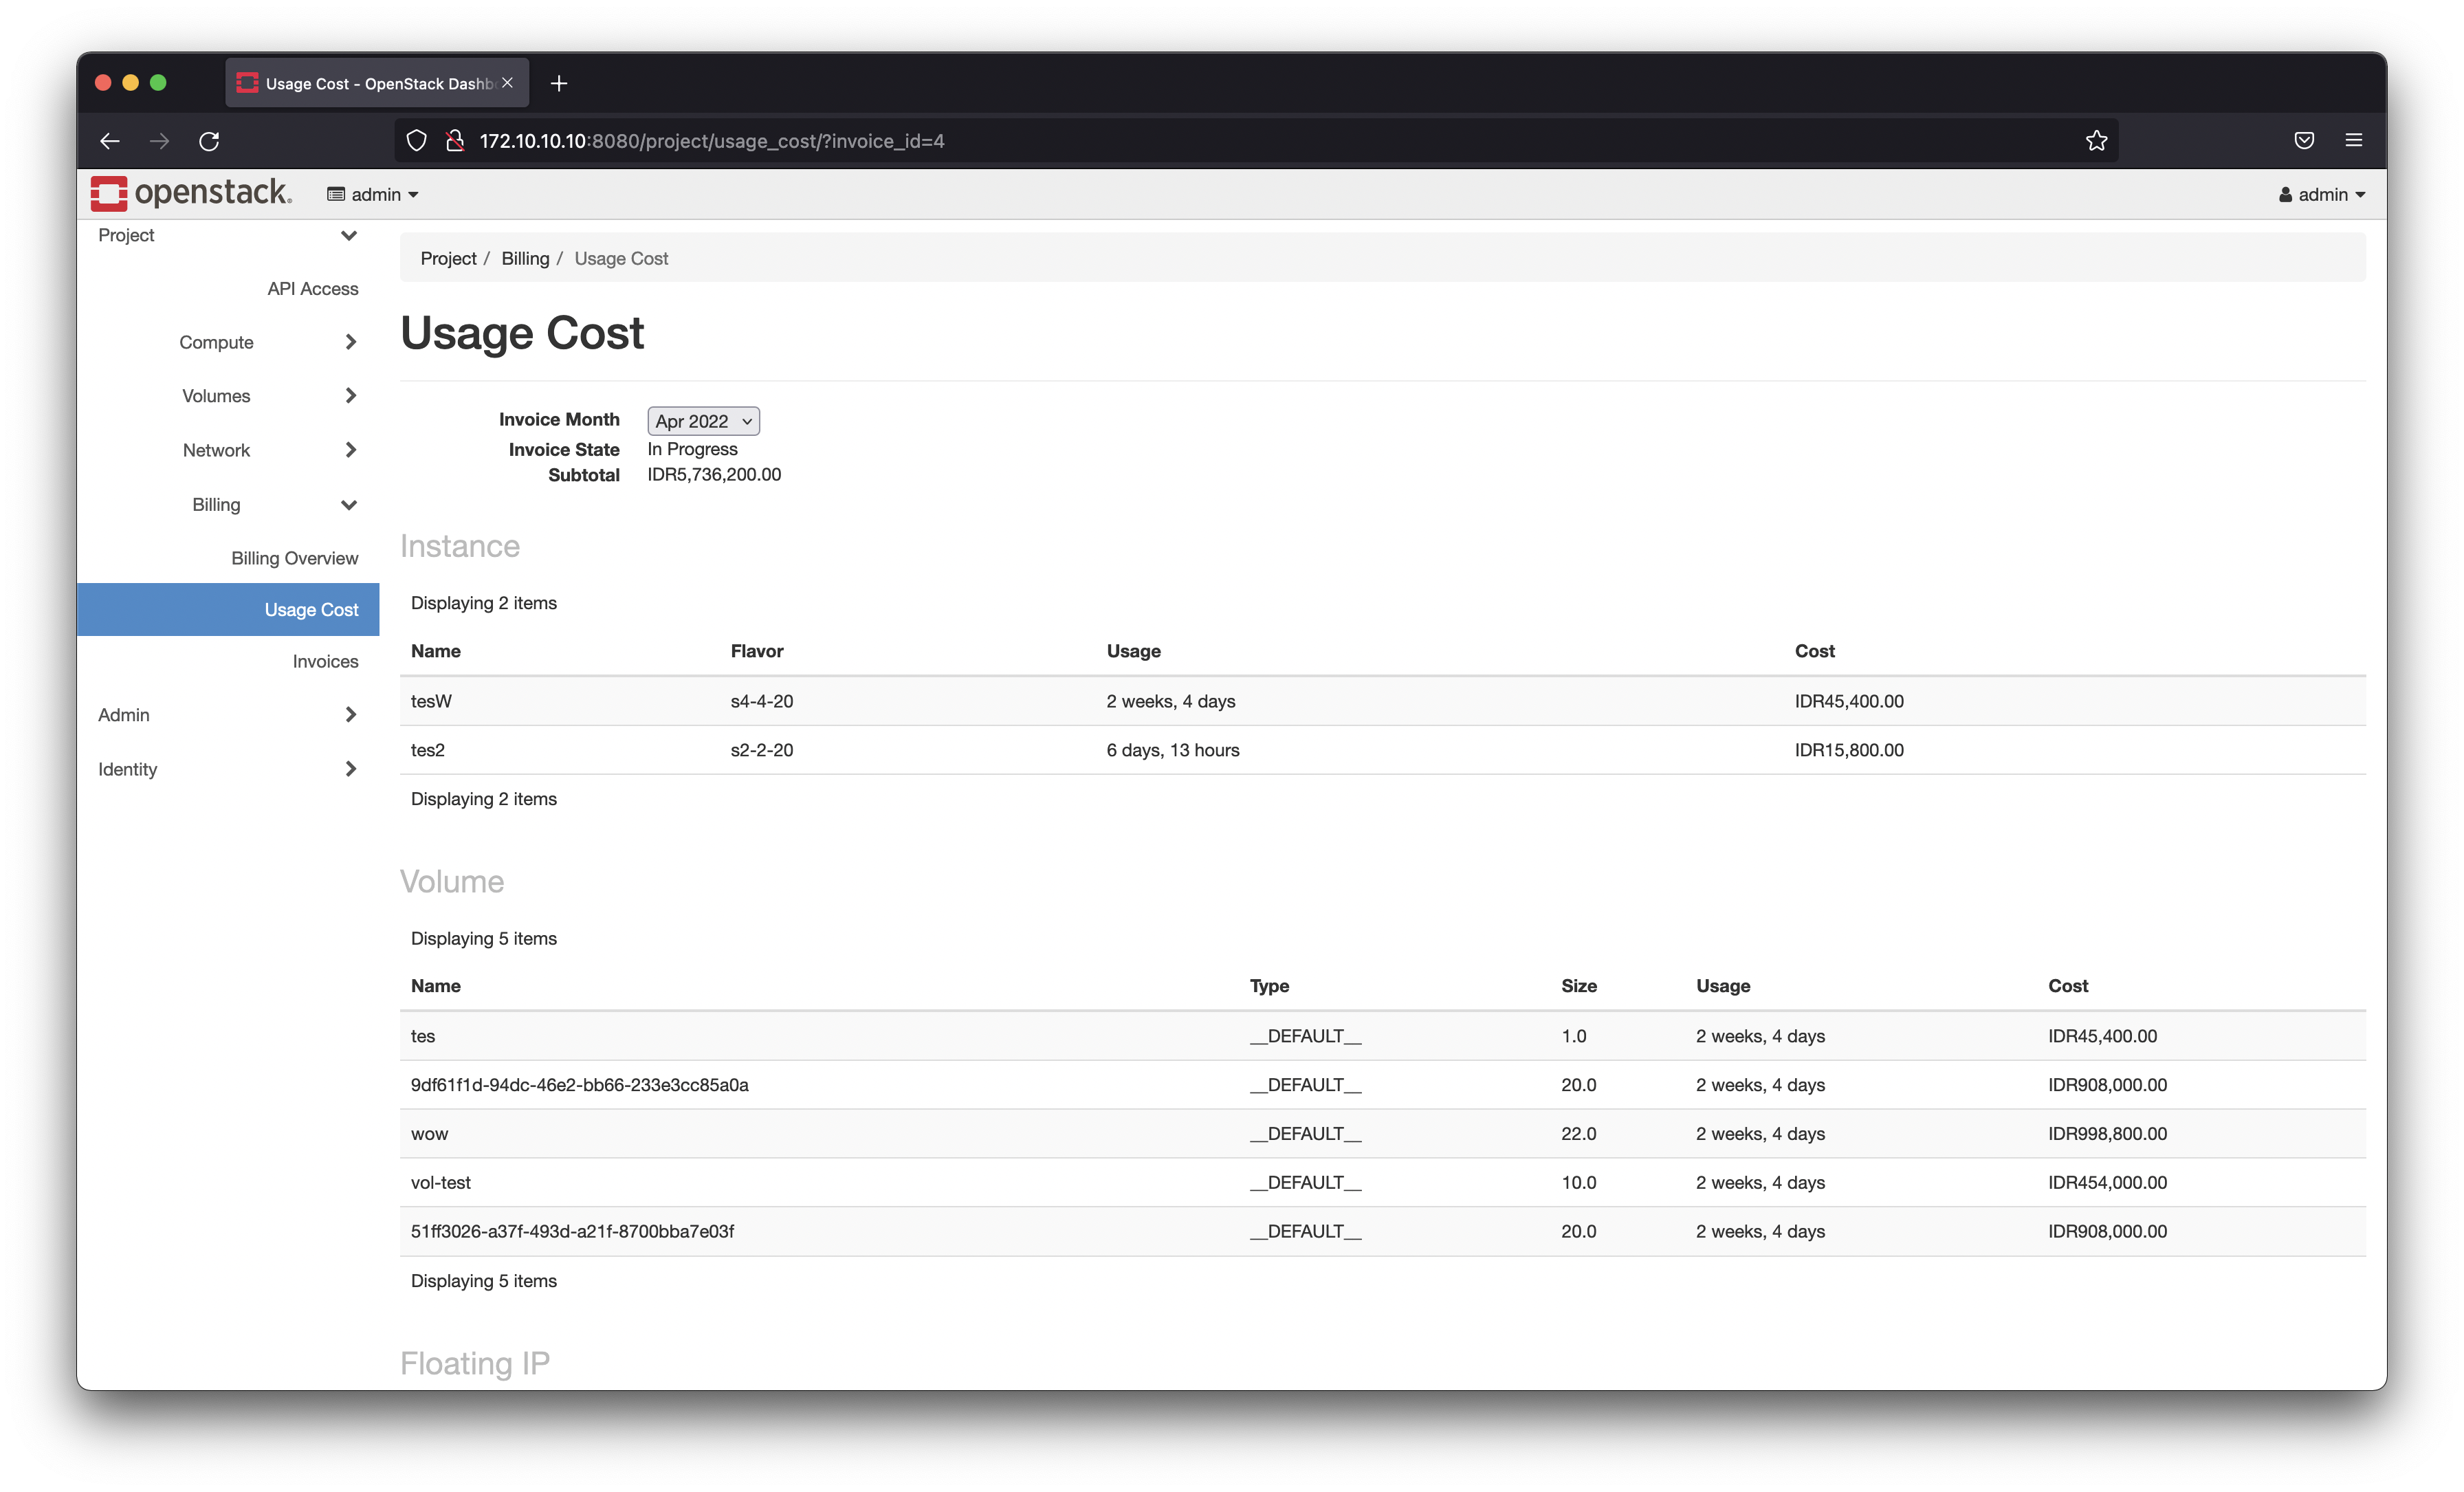 Usage Cost - OpenStack Dashb
172.10.10.10:8080/project/usage_cost/?invoice_id=4
openstack.
admin
admin
Project
API Access
Compute
Volumes
Network
Billing
Billing Overview
Usage Cost
Invoices
Admin
Identity
Project / Billing / Usage Cost
Usage Cost
Invoice Month Apr 2022
Invoice State In Progress
Subtotal IDR5,736,200.00
Instance
Displaying 2 items
Name Flavor Usage Cost
tesW s4-4-20 2 weeks, 4 days IDR45,400.00
tes2 s2-2-20 6 days, 13 hours IDR15,800.00
Displaying 2 items
Volume
Displaying 5 items
Name Type Size Usage Cost
tes __DEFAULT__ 1.0 2 weeks, 4 days IDR45,400.00
9df61f1d-94dc-46e2-bb66-233e3cc85a0a __DEFAULT__ 20.0 2 weeks, 4 days IDR908,000.00
wow __DEFAULT__ 22.0 2 weeks, 4 days IDR998,800.00
vol-test __DEFAULT__ 10.0 2 weeks, 4 days IDR454,000.00
51ff3026-a37f-493d-a21f-8700bba7e03f __DEFAULT__ 20.0 2 weeks, 4 days IDR908,000.00
Displaying 5 items
Floating IP